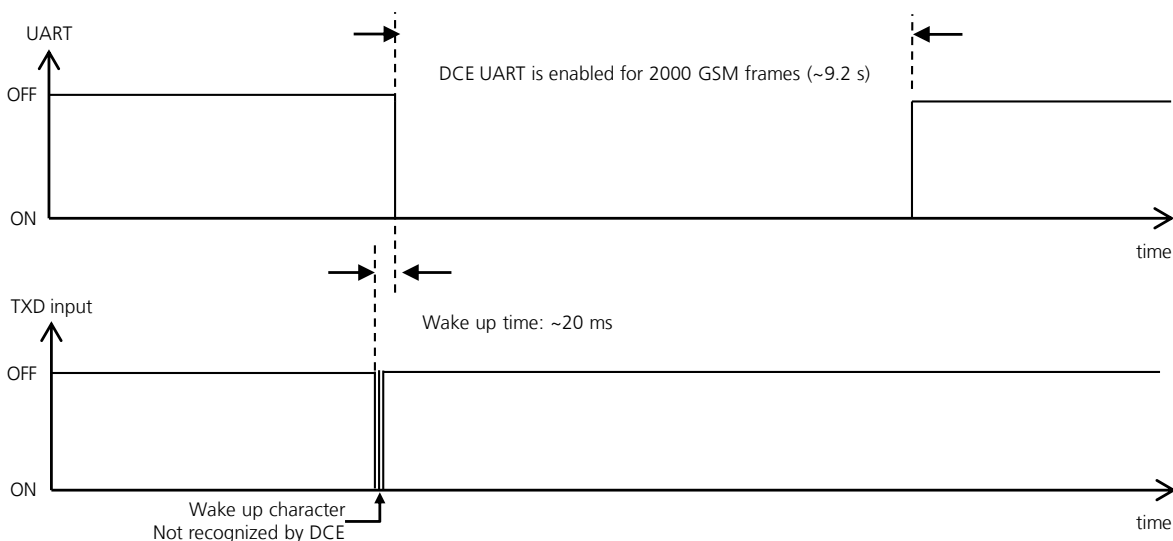 UART
DCE UART is enabled for 2000 GSM frames (~9.2 s)
OFF
ON
time
TXD input
Wake up time: ~20 ms
OFF
ON
Wake up character
Not recognized by DCE
time